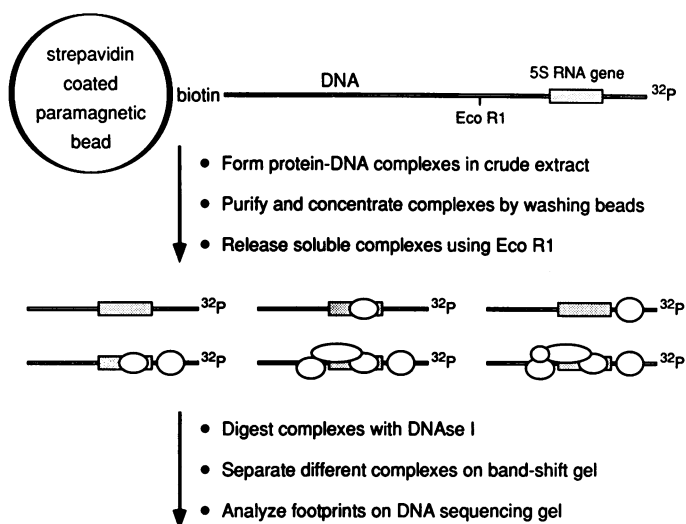 strepavidin
coated
paramagnetic
bead
biotin
DNA
Eco R1
5S RNA gene
32P
• Form protein-DNA complexes in crude extract
• Purify and concentrate complexes by washing beads
• Release soluble complexes using Eco R1
32P 32P 32P
32P 32P 32P
• Digest complexes with DNAse I
• Separate different complexes on band-shift gel
• Analyze footprints on DNA sequencing gel